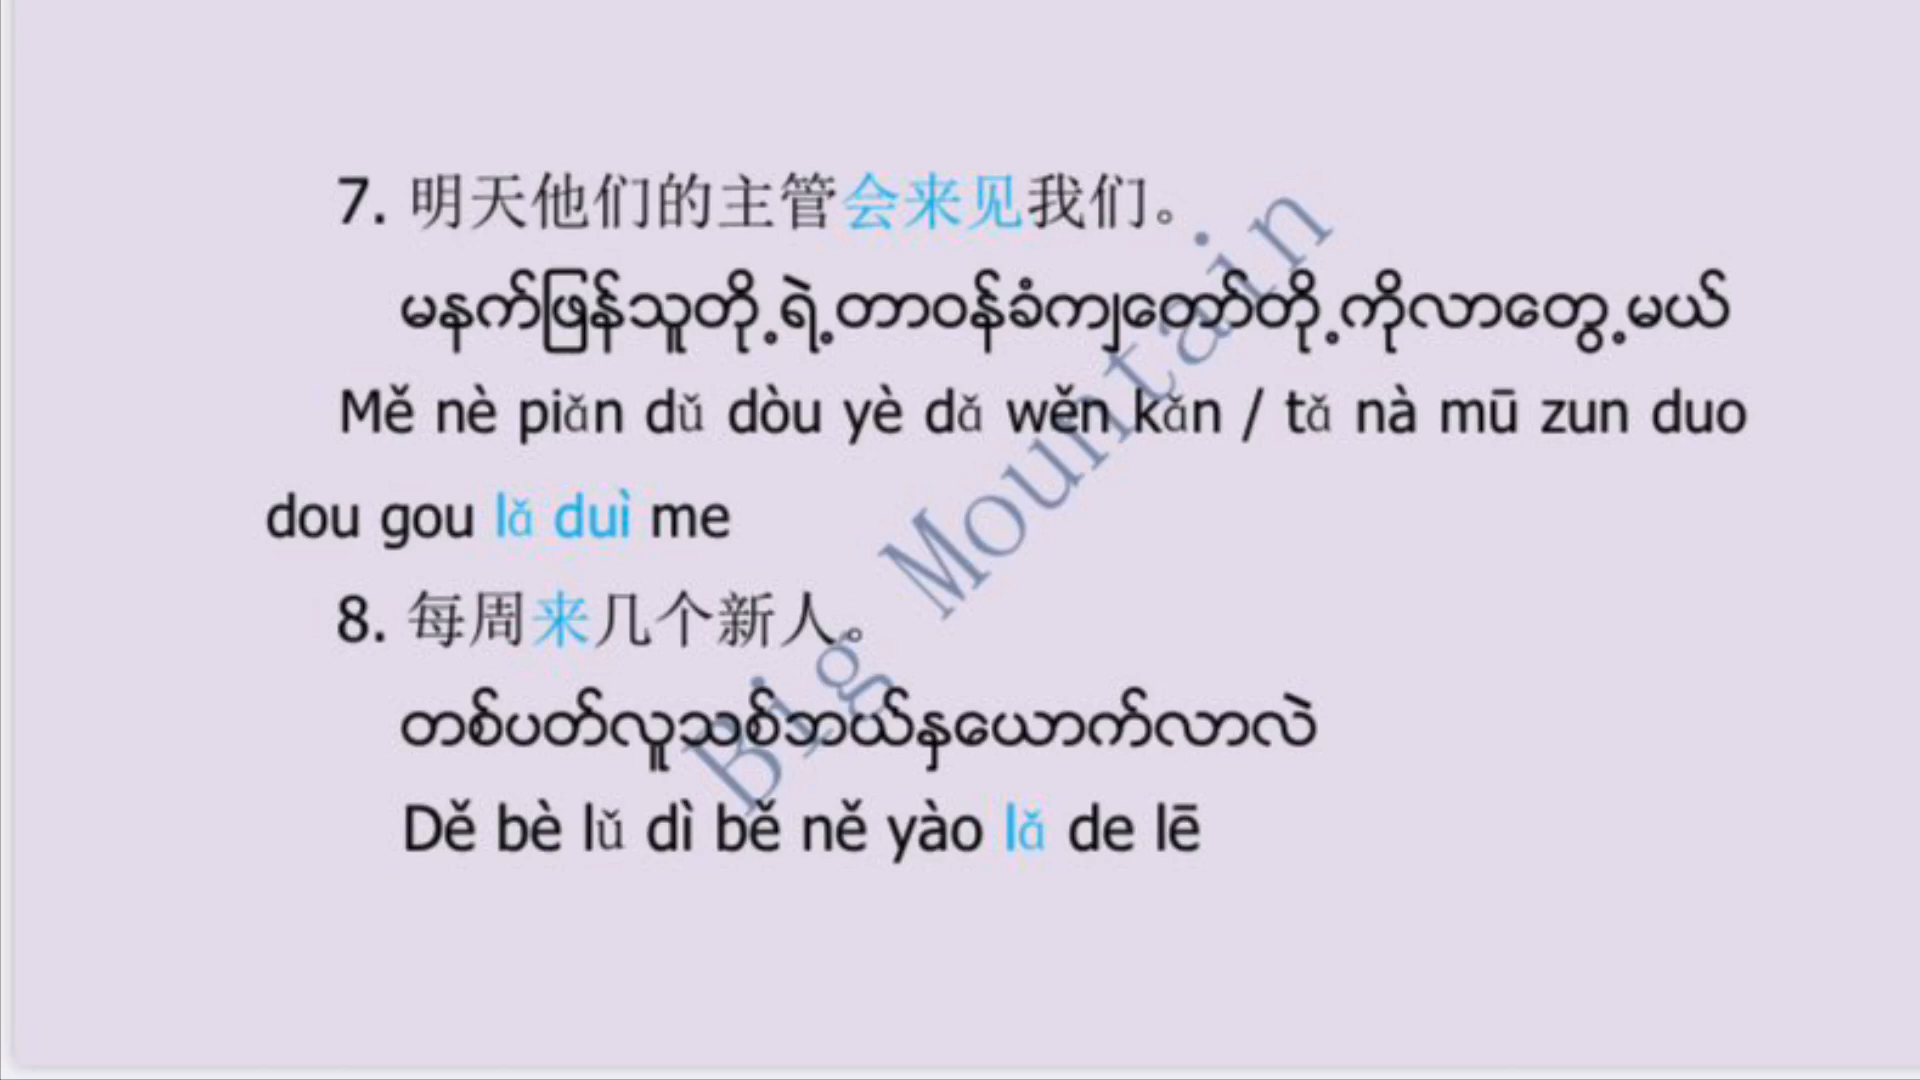 7. 明天他们的主管会来见我们。
မနက်ဖြန်သူတို့ရဲ့တာဝန်ခံကျတော်တို့ကိုလာတွေ့မယ်
Mě nè piǎn dǔ dòu yè dǎ wěn kǎn / tǎ nà mū zun duo
dou gou lǎ duì me
8. 每周来几个新人。
တစ်ပတ်လူသစ်ဘယ်နှယောက်လာလဲ
Dě bè lǔ dì bě ně yào lǎ de lē
Big Mountain